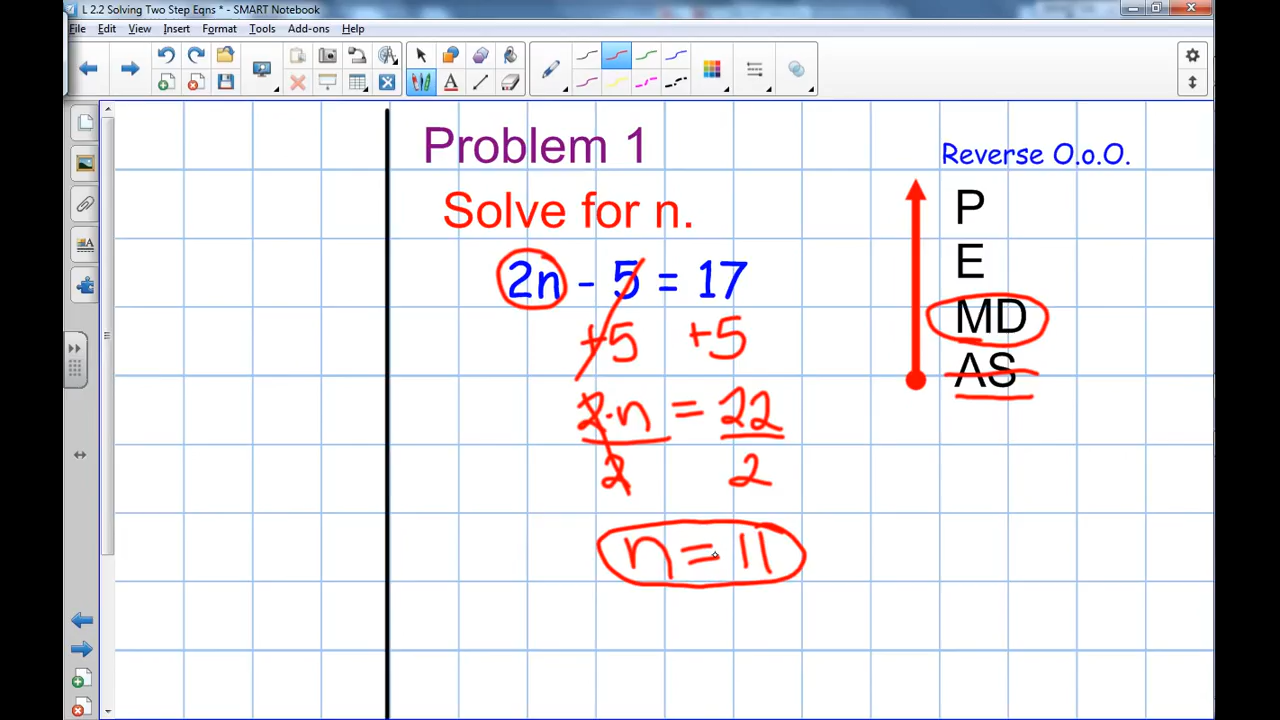 L 2.2 Solving Two Step Eqns * - SMART Notebook
File Edit View Insert Format Tools Add-ons Help
Problem 1
Reverse O.o.O.
Solve for n.
P
E
MD
AS
2n - 5 = 17
+5 +5
2·n = 22
2 2
n = 11